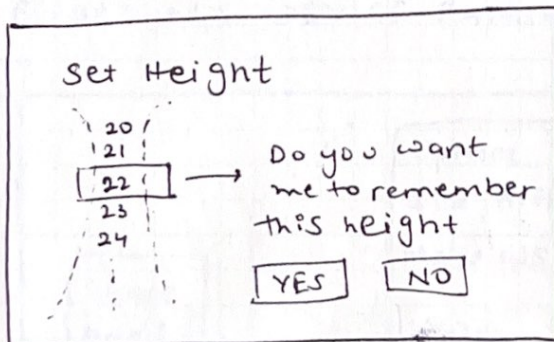 Set Height
20
21
22
23
24
Do you want
me to remember
this height
YES
NO